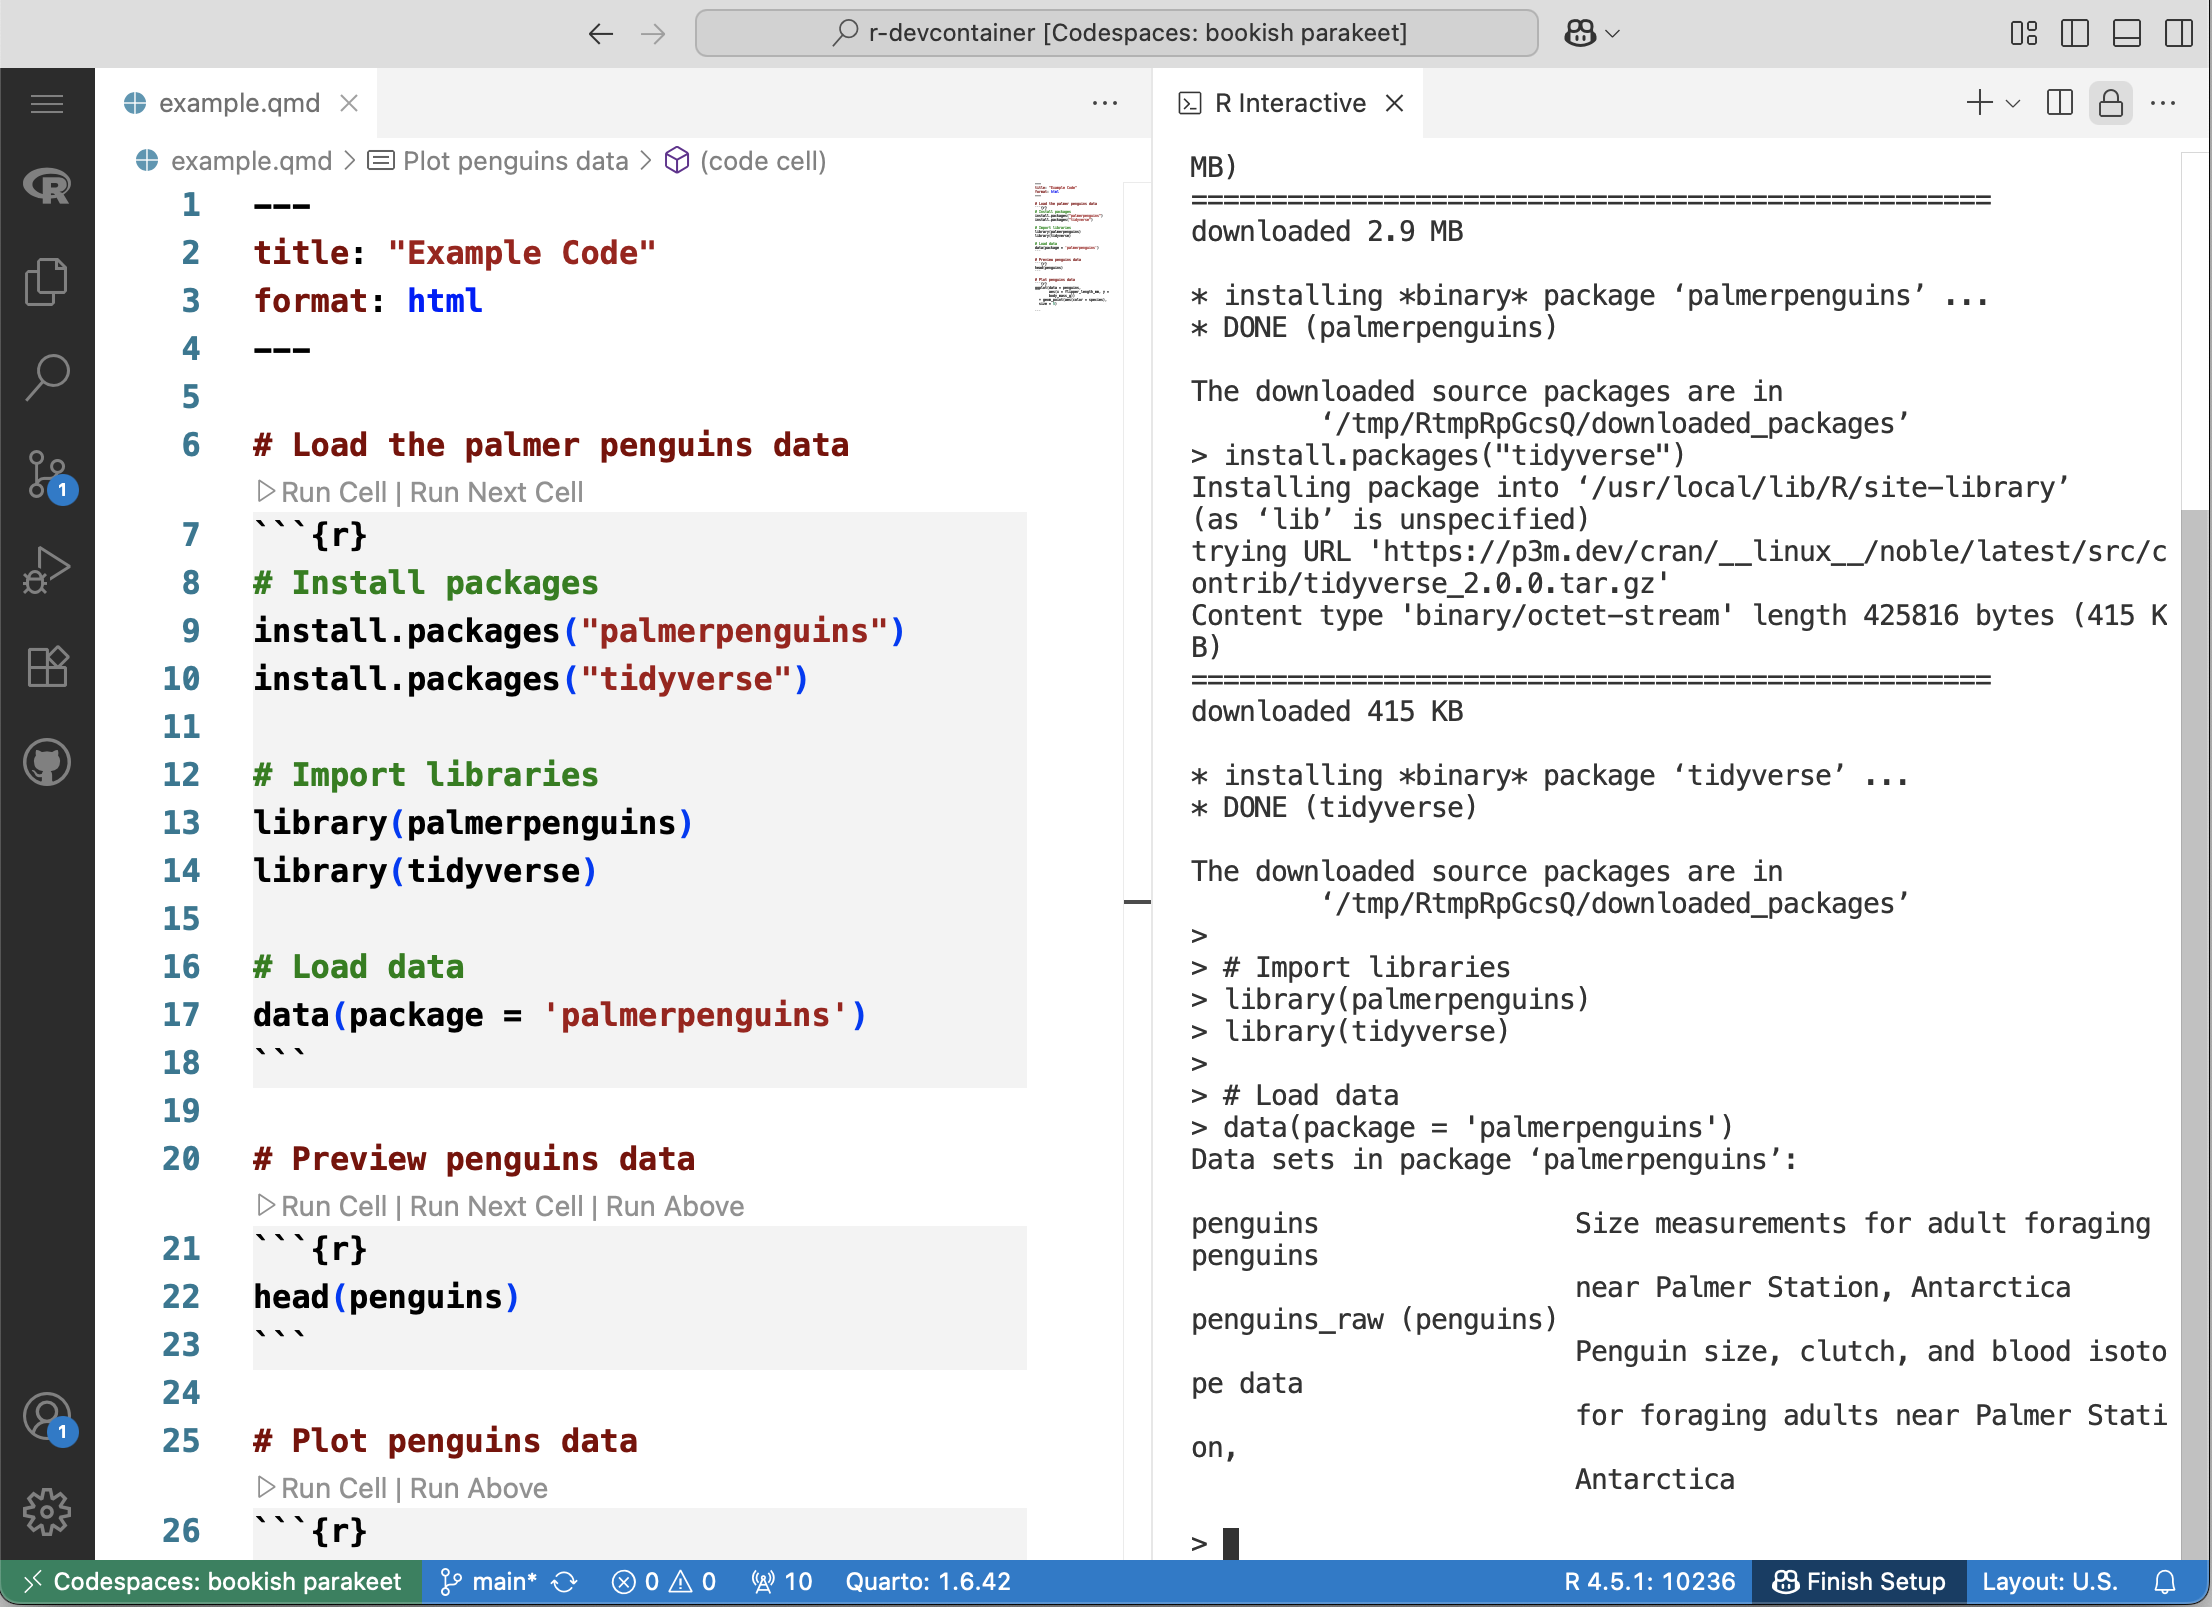 r-devcontainer [Codespaces: bookish parakeet]
example.qmd
example.qmd > Plot penguins data > (code cell)
1 ---
2 title: "Example Code"
3 format: html
4 ---
5
6 # Load the palmer penguins data
Run Cell | Run Next Cell
7 ```{r}
8 # Install packages
9 install.packages("palmerpenguins")
10 install.packages("tidyverse")
11
12 # Import libraries
13 library(palmerpenguins)
14 library(tidyverse)
15
16 # Load data
17 data(package = 'palmerpenguins')
18 ```
19
20 # Preview penguins data
Run Cell | Run Next Cell | Run Above
21 ```{r}
22 head(penguins)
23 ```
24
25 # Plot penguins data
Run Cell | Run Above
26 ```{r}
R Interactive
MB)
==================================================
downloaded 2.9 MB
* installing *binary* package ‘palmerpenguins’ ...
* DONE (palmerpenguins)
The downloaded source packages are in
‘/tmp/RtmpRpGcsQ/downloaded_packages’
> install.packages("tidyverse")
Installing package into ‘/usr/local/lib/R/site-library’
(as ‘lib’ is unspecified)
trying URL 'https://p3m.dev/cran/__linux__/noble/latest/src/c
ontrib/tidyverse_2.0.0.tar.gz'
Content type 'binary/octet-stream' length 425816 bytes (415 K
B)
==================================================
downloaded 415 KB
* installing *binary* package ‘tidyverse’ ...
* DONE (tidyverse)
The downloaded source packages are in
‘/tmp/RtmpRpGcsQ/downloaded_packages’
>
> # Import libraries
> library(palmerpenguins)
> library(tidyverse)
>
> # Load data
> data(package = 'palmerpenguins')
Data sets in package ‘palmerpenguins’:
penguins Size measurements for adult foraging
penguins
near Palmer Station, Antarctica
penguins_raw (penguins)
Penguin size, clutch, and blood isoto
pe data
for foraging adults near Palmer Stati
on,
Antarctica
>
1
1
Codespaces: bookish parakeet main* 0 0 10 Quarto: 1.6.42 R 4.5.1: 10236 Finish Setup Layout: U.S.